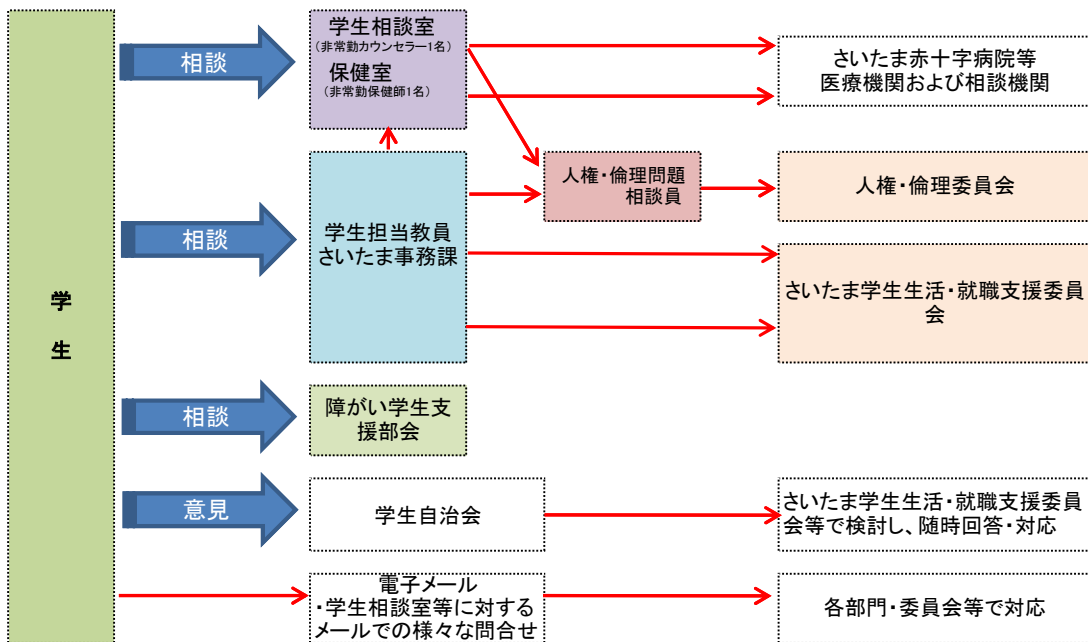 学
生
相談
学生相談室
(非常勤カウンセラー1名)
保健室
(非常勤保健師1名)
さいたま赤十字病院等
医療機関および相談機関
相談
学生担当教員
さいたま事務課
人権・倫理問題
相談員
人権・倫理委員会
さいたま学生生活・就職支援委員
会
相談
障がい学生支
援部会
意見
学生自治会
さいたま学生生活・就職支援委員
会等で検討し、随時回答・対応
電子メール
・学生相談室等に対する
メールでの様々な問合せ
各部門・委員会等で対応